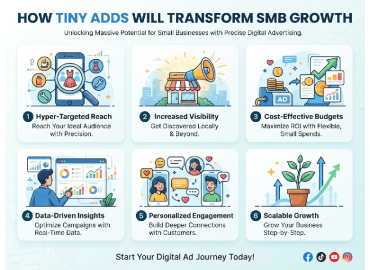 HOW TINY ADDS WILL TRANSFORM SMB GROWTH
Unlocking Massive Potential for Small Businesses with Precise Digital Advertising.
1 Hyper-Targeted Reach
Reach Your Ideal Audience
with Precision.
2 Increased Visibility
Get Discovered Locally
& Beyond.
3 Cost-Effective Budgets
Maximize ROI with Flexible,
Small Spends.
AD
4 Data-Driven Insights
Optimize Campaigns with
Real-Time Data.
5 Personalized Engagement
Build Deeper Connections
with Customers.
6 Scalable Growth
Grow Your Business
Step-by-Step.
Start Your Digital Ad Journey Today!